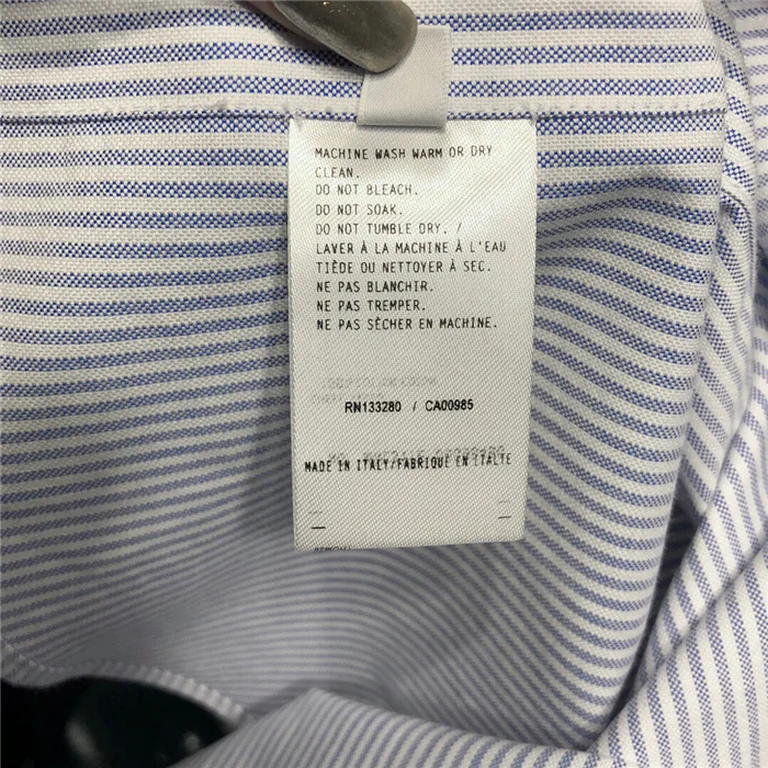 MACHINE WASH WARM OR DRY
CLEAN.
DO NOT BLEACH.
DO NOT SOAK.
DO NOT TUMBLE DRY. /
LAVER À LA MACHINE À L'EAU
TIÈDE OU NETTOYER À SEC.
NE PAS BLANCHIR.
NE PAS TREMPER.
NE PAS SÈCHER EN MACHINE.
RN133280 / CA00985
MADE IN ITALY/FABRIQUÉ EN ITALIE